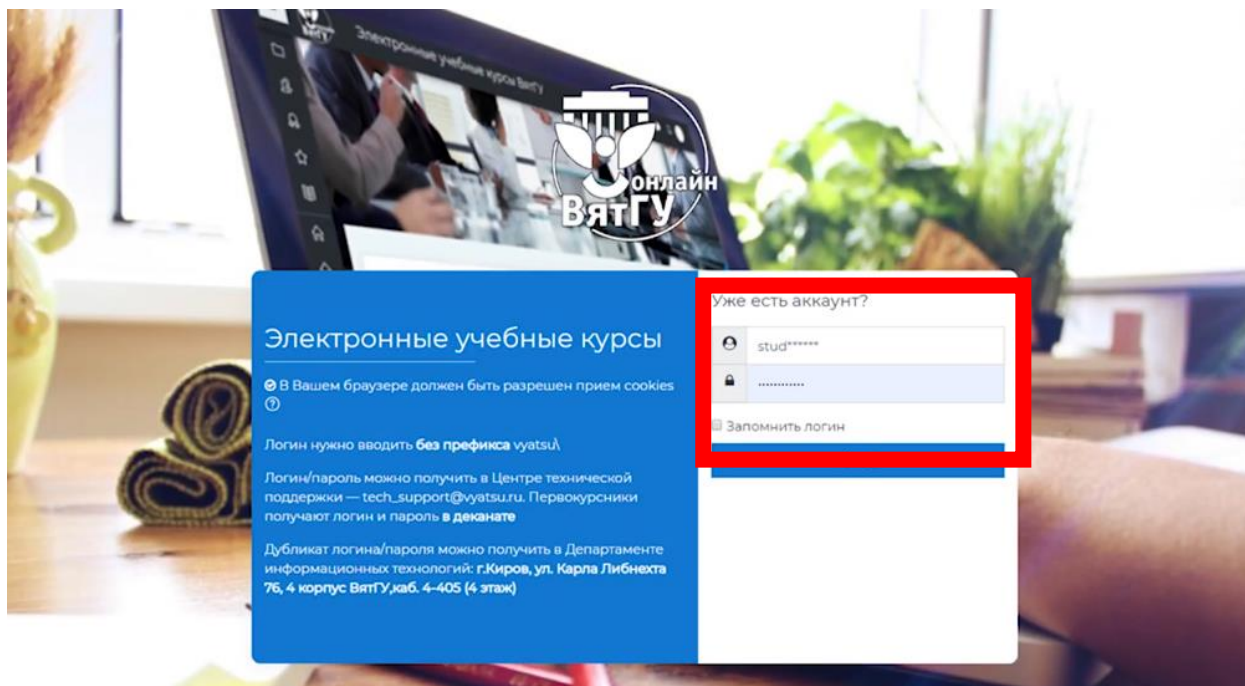 Электронные учебные курсы ВятГУ
онлайн
ВятГУ
Электронные учебные курсы
В Вашем браузере должен быть разрешен прием cookies
Логин нужно вводить без префикса vyatsu\
Логин/пароль можно получить в Центре технической
поддержки — tech_support@vyatsu.ru. Первокурсники
получают логин и пароль в деканате
Дубликат логина/пароля можно получить в Департаменте
информационных технологий: г.Киров, ул. Карла Либнехта
76, 4 корпус ВятГУ,каб. 4-405 (4 этаж)
Уже есть аккаунт?
stud******
............
Запомнить логин